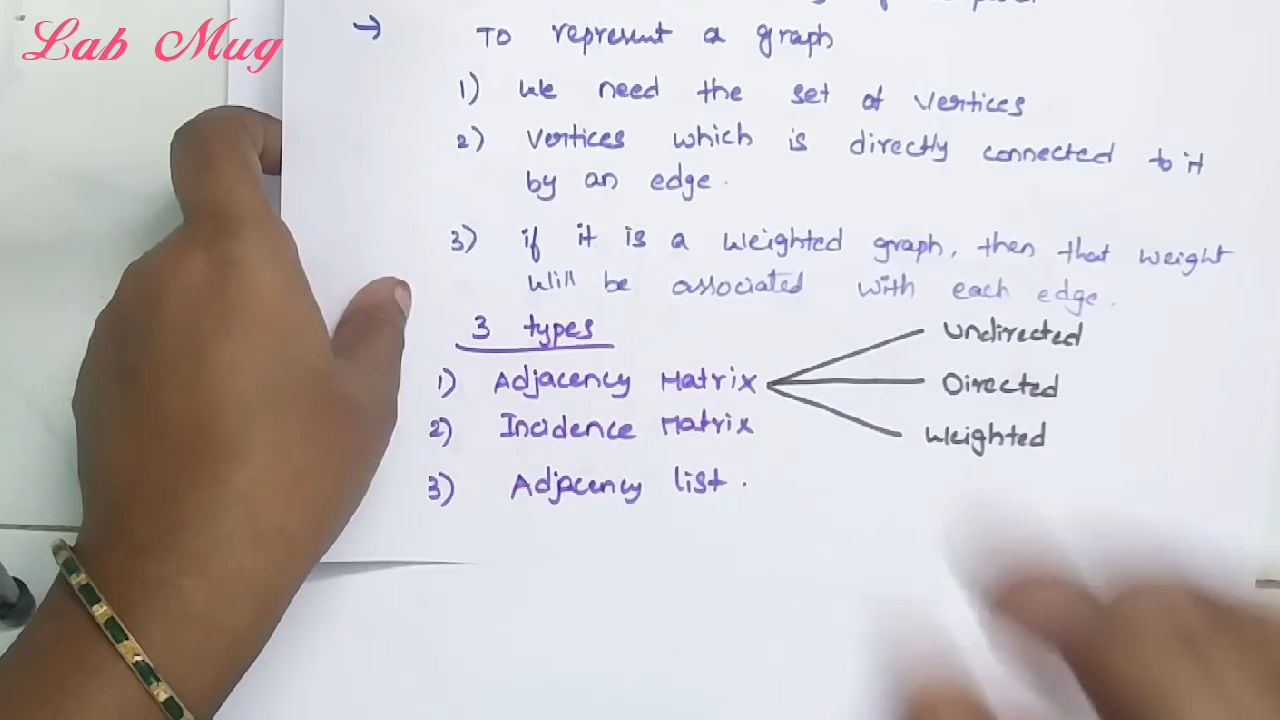 Lab Mug
→ To represent a graph
1) We need the set of vertices
2) Vertices which is directly connected to it
by an edge.
3) if it is a weighted graph, then that weight
will be associated with each edge.
3 types
1) Adjacency Matrix
Undirected
Directed
Weighted
2) Incidence Matrix
3) Adjacency list.